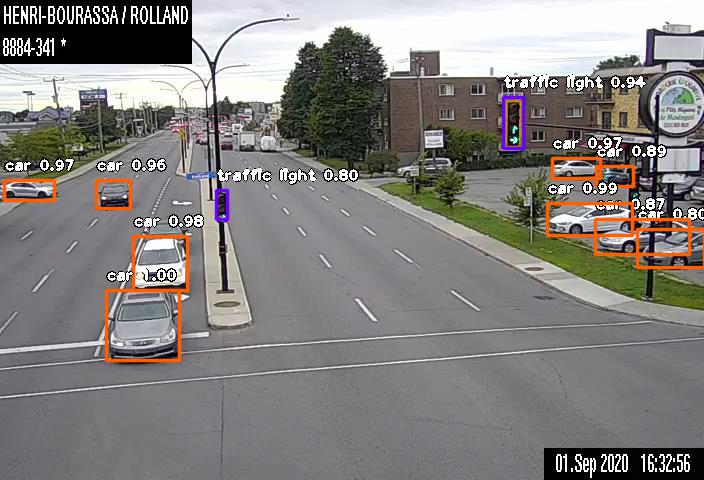 HENRI-BOURASSA / ROLLAND
8884-341 *
traffic light 0.94
car 0.97
car 0.89
car 0.97
car 0.96
traffic light 0.80
car 0.99
car 0.98
0.87
car 0.80
car 1.00
01.Sep 2020 16:32:56